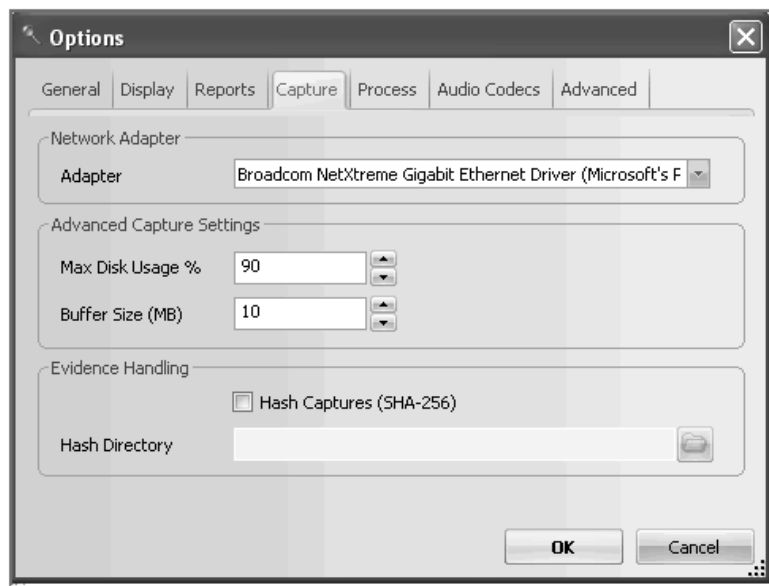 Options
General Display Reports Capture Process Audio Codecs Advanced
Network Adapter
Adapter Broadcom NetXtreme Gigabit Ethernet Driver (Microsoft's F
Advanced Capture Settings
Max Disk Usage % 90
Buffer Size (MB) 10
Evidence Handling
Hash Captures (SHA-256)
Hash Directory
OK Cancel